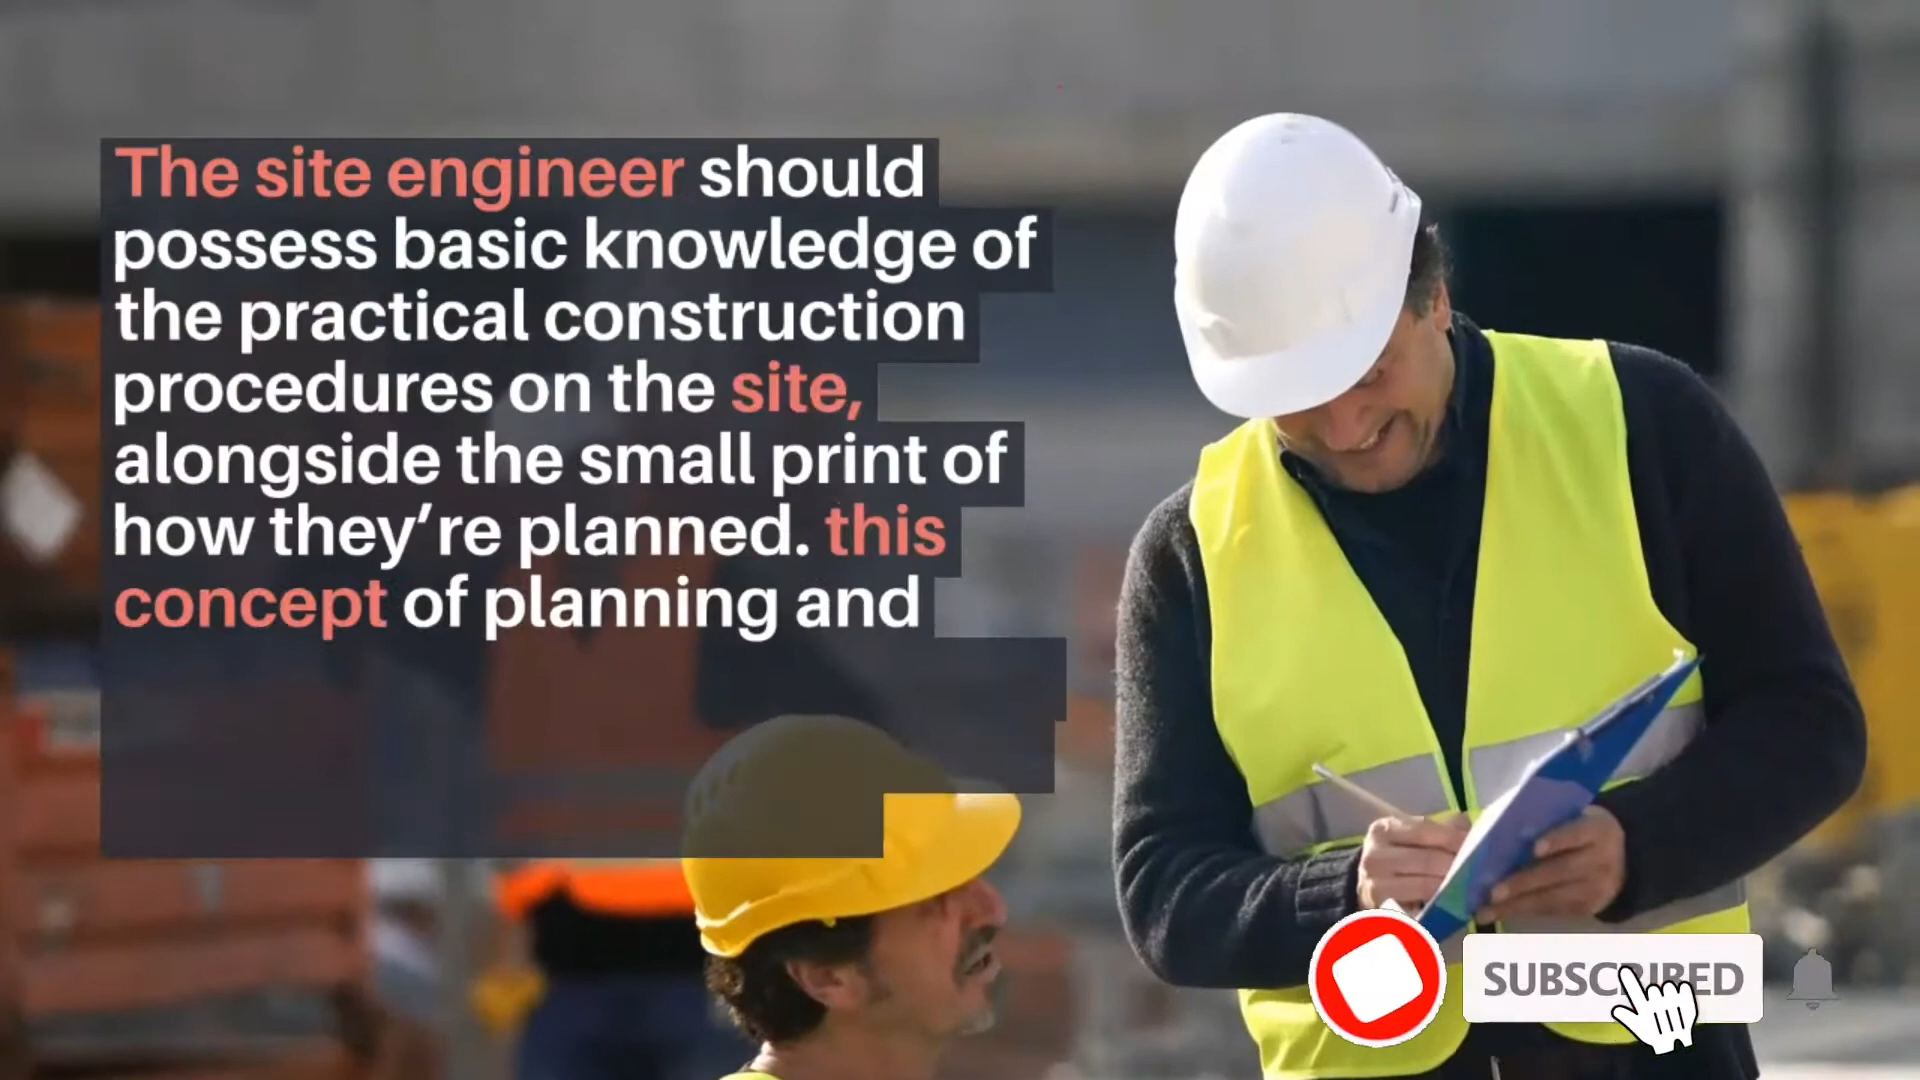 The site engineer should
possess basic knowledge of
the practical construction
procedures on the site,
alongside the small print of
how they’re planned. this
concept of planning and
SUBSCRIBED